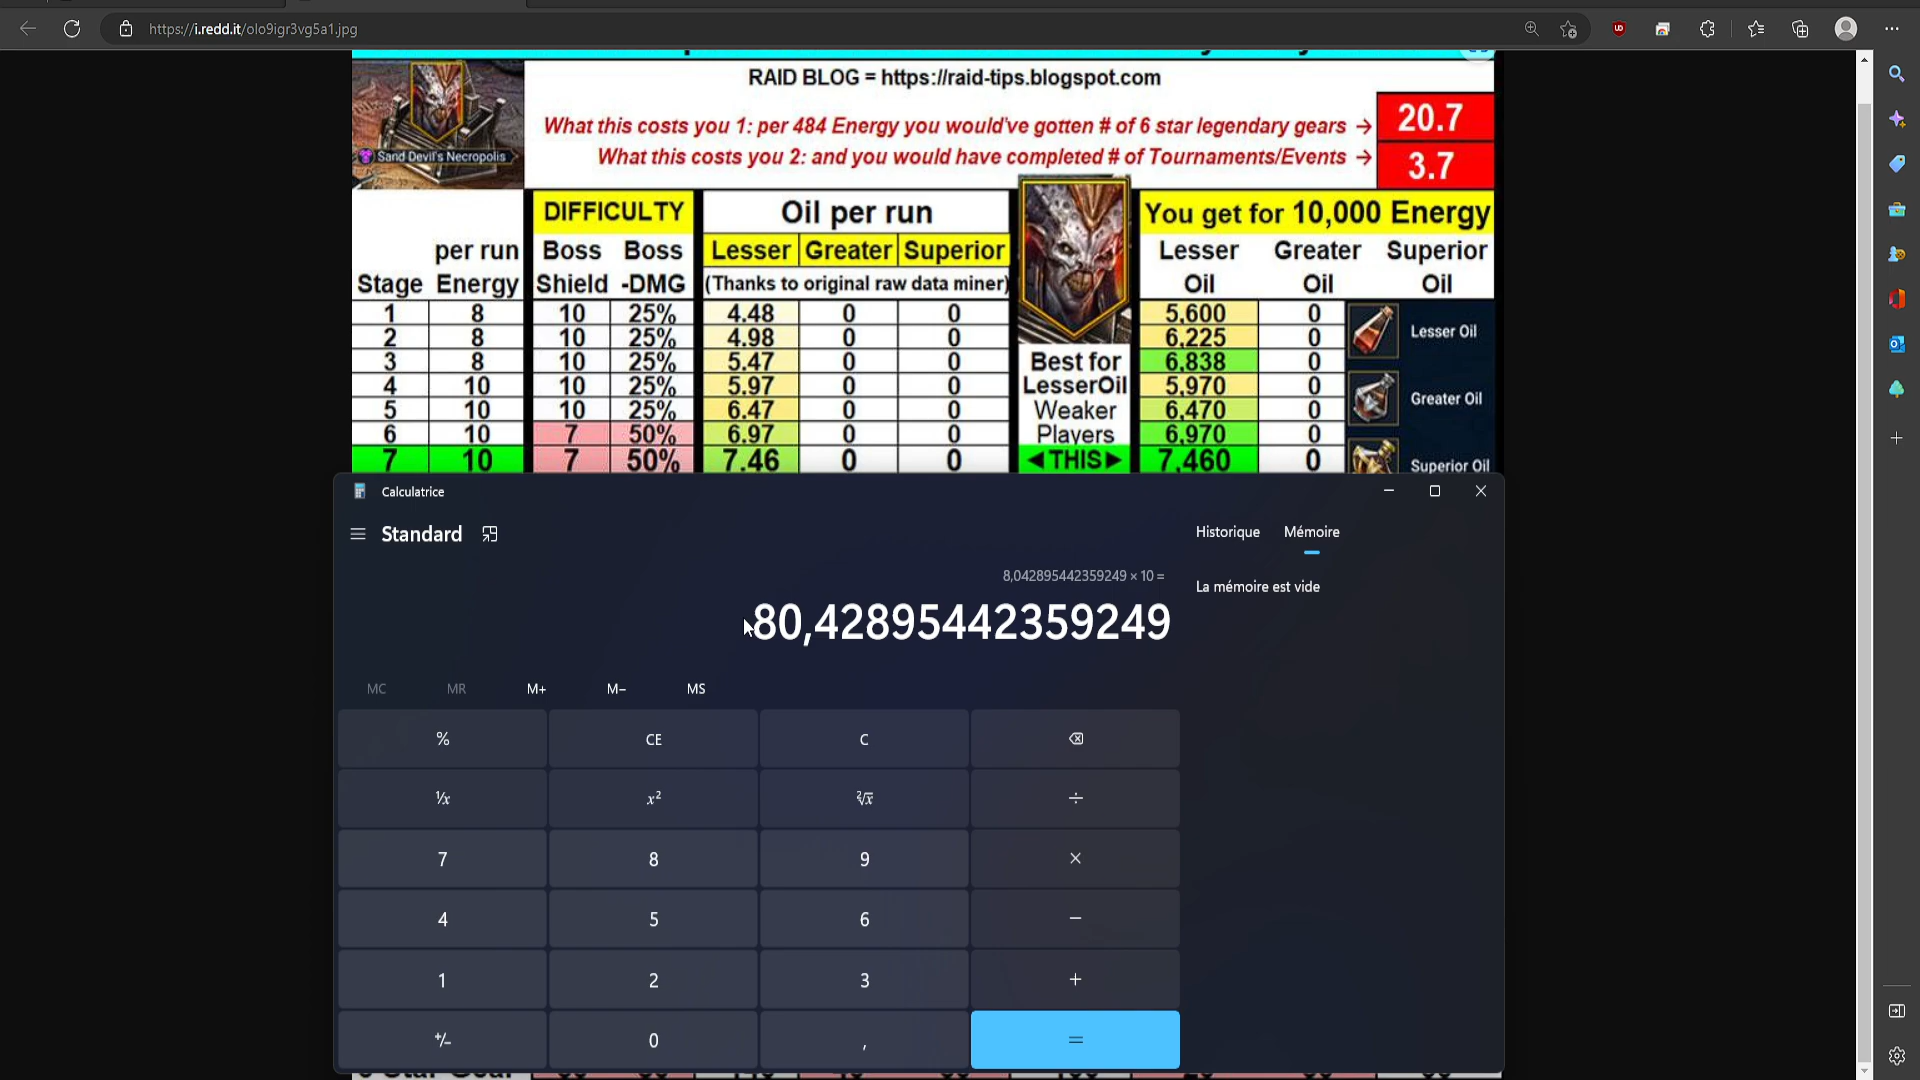 https://i.redd.it/olo9igr3vg5a1.jpg
RAID BLOG = https://raid-tips.blogspot.com
What this costs you 1: per 484 Energy you would've gotten # of 6 star legendary gears → 20.7
What this costs you 2: and you would have completed # of Tournaments/Events → 3.7
Sand Devil's Necropolis
DIFFICULTY Oil per run You get for 10,000 Energy
per run Boss Boss Lesser Greater Superior Lesser Greater Superior
Stage Energy Shield -DMG (Thanks to original raw data miner) Oil Oil Oil
1 8 10 25% 4.48 0 0 5,600 0
2 8 10 25% 4.98 0 0 6,225 0 Lesser Oil
3 8 10 25% 5.47 0 0 Best for 6,838 0
4 10 10 25% 5.97 0 0 LesserOil 5,970 0
5 10 10 25% 6.47 0 0 Weaker 6,470 0 Greater Oil
6 10 7 50% 6.97 0 0 Players 6,970 0
7 10 7 50% 7.46 0 0 ◄THIS► 7,460 0 Superior Oil
Calculatrice
Standard
Historique Mémoire
8,042895442359249 × 10 =
80,42895442359249
La mémoire est vide
MC MR M+ M− MS
% CE C
¹/x x² ²√x ÷
7 8 9 ×
4 5 6 −
1 2 3 +
+/− 0 , =